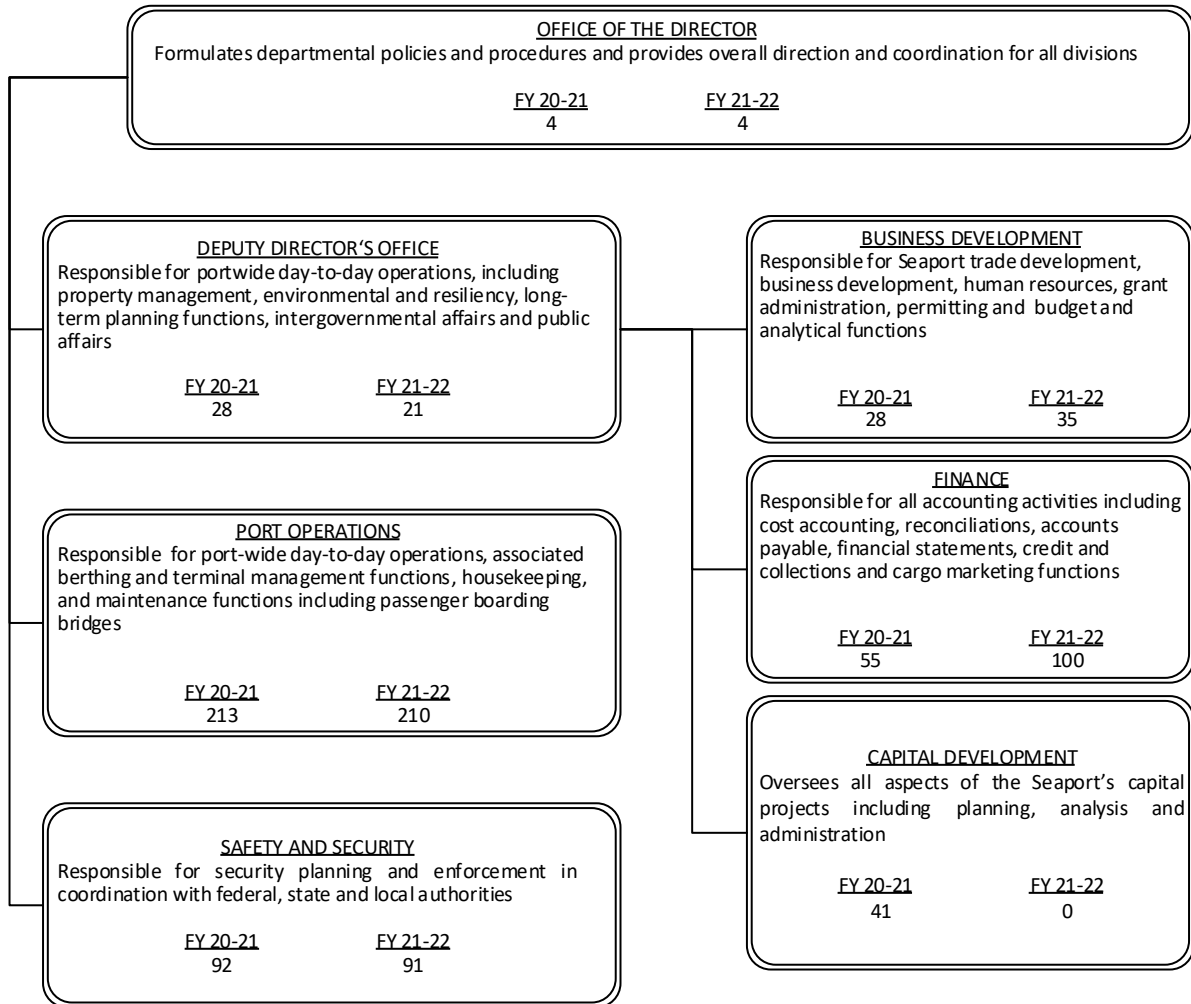 OFFICE OF THE DIRECTOR
Formulates departmental policies and procedures and provides overall direction and coordination for all divisions
FY 20-21 FY 21-22
4 4
DEPUTY DIRECTOR'S OFFICE
Responsible for portwide day-to-day operations, including
property management, environmental and resiliency, long-
term planning functions, intergovernmental affairs and public
affairs
FY 20-21 FY 21-22
28 21
BUSINESS DEVELOPMENT
Responsible for Seaport trade development,
business development, human resources, grant
administration, permitting and budget and
analytical functions
FY 20-21 FY 21-22
28 35
PORT OPERATIONS
Responsible for port-wide day-to-day operations, associated
berthing and terminal management functions, housekeeping,
and maintenance functions including passenger boarding
bridges
FY 20-21 FY 21-22
213 210
FINANCE
Responsible for all accounting activities including
cost accounting, reconciliations, accounts
payable, financial statements, credit and
collections and cargo marketing functions
FY 20-21 FY 21-22
55 100
SAFETY AND SECURITY
Responsible for security planning and enforcement in
coordination with federal, state and local authorities
FY 20-21 FY 21-22
92 91
CAPITAL DEVELOPMENT
Oversees all aspects of the Seaport's capital
projects including planning, analysis and
administration
FY 20-21 FY 21-22
41 0